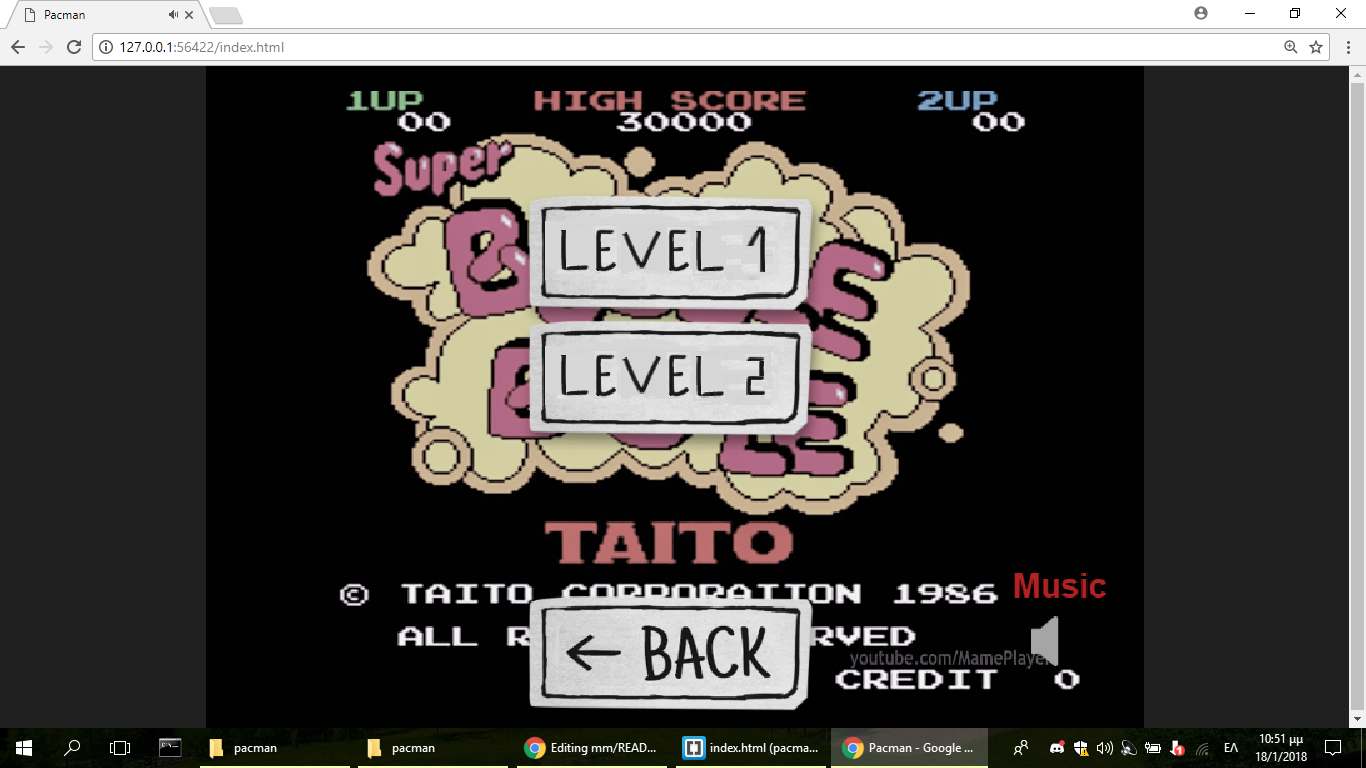 Pacman
127.0.0.1:56422/index.html
1UP HIGH SCORE 2UP
00 30000 00
Super
LEVEL 1
LEVEL 2
TAITO
© TAITO CORPORATION 1986
Music
ALL
RVED
← BACK
youtube.com/MamePlayer
CREDIT 0
pacman
pacman
Editing mm/READ...
index.html (pacma...
Pacman - Google ...
ΕΛ
10:51 μμ
18/1/2018